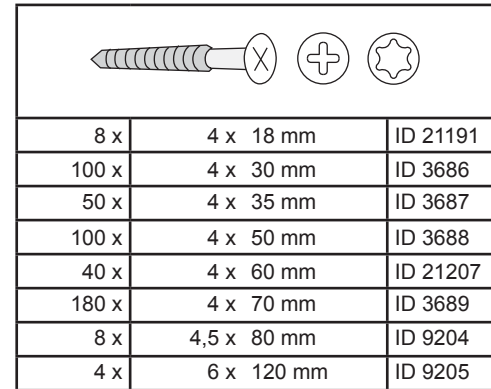 8 x 4 x 18 mm ID 21191
100 x 4 x 30 mm ID 3686
50 x 4 x 35 mm ID 3687
100 x 4 x 50 mm ID 3688
40 x 4 x 60 mm ID 21207
180 x 4 x 70 mm ID 3689
8 x 4,5 x 80 mm ID 9204
4 x 6 x 120 mm ID 9205